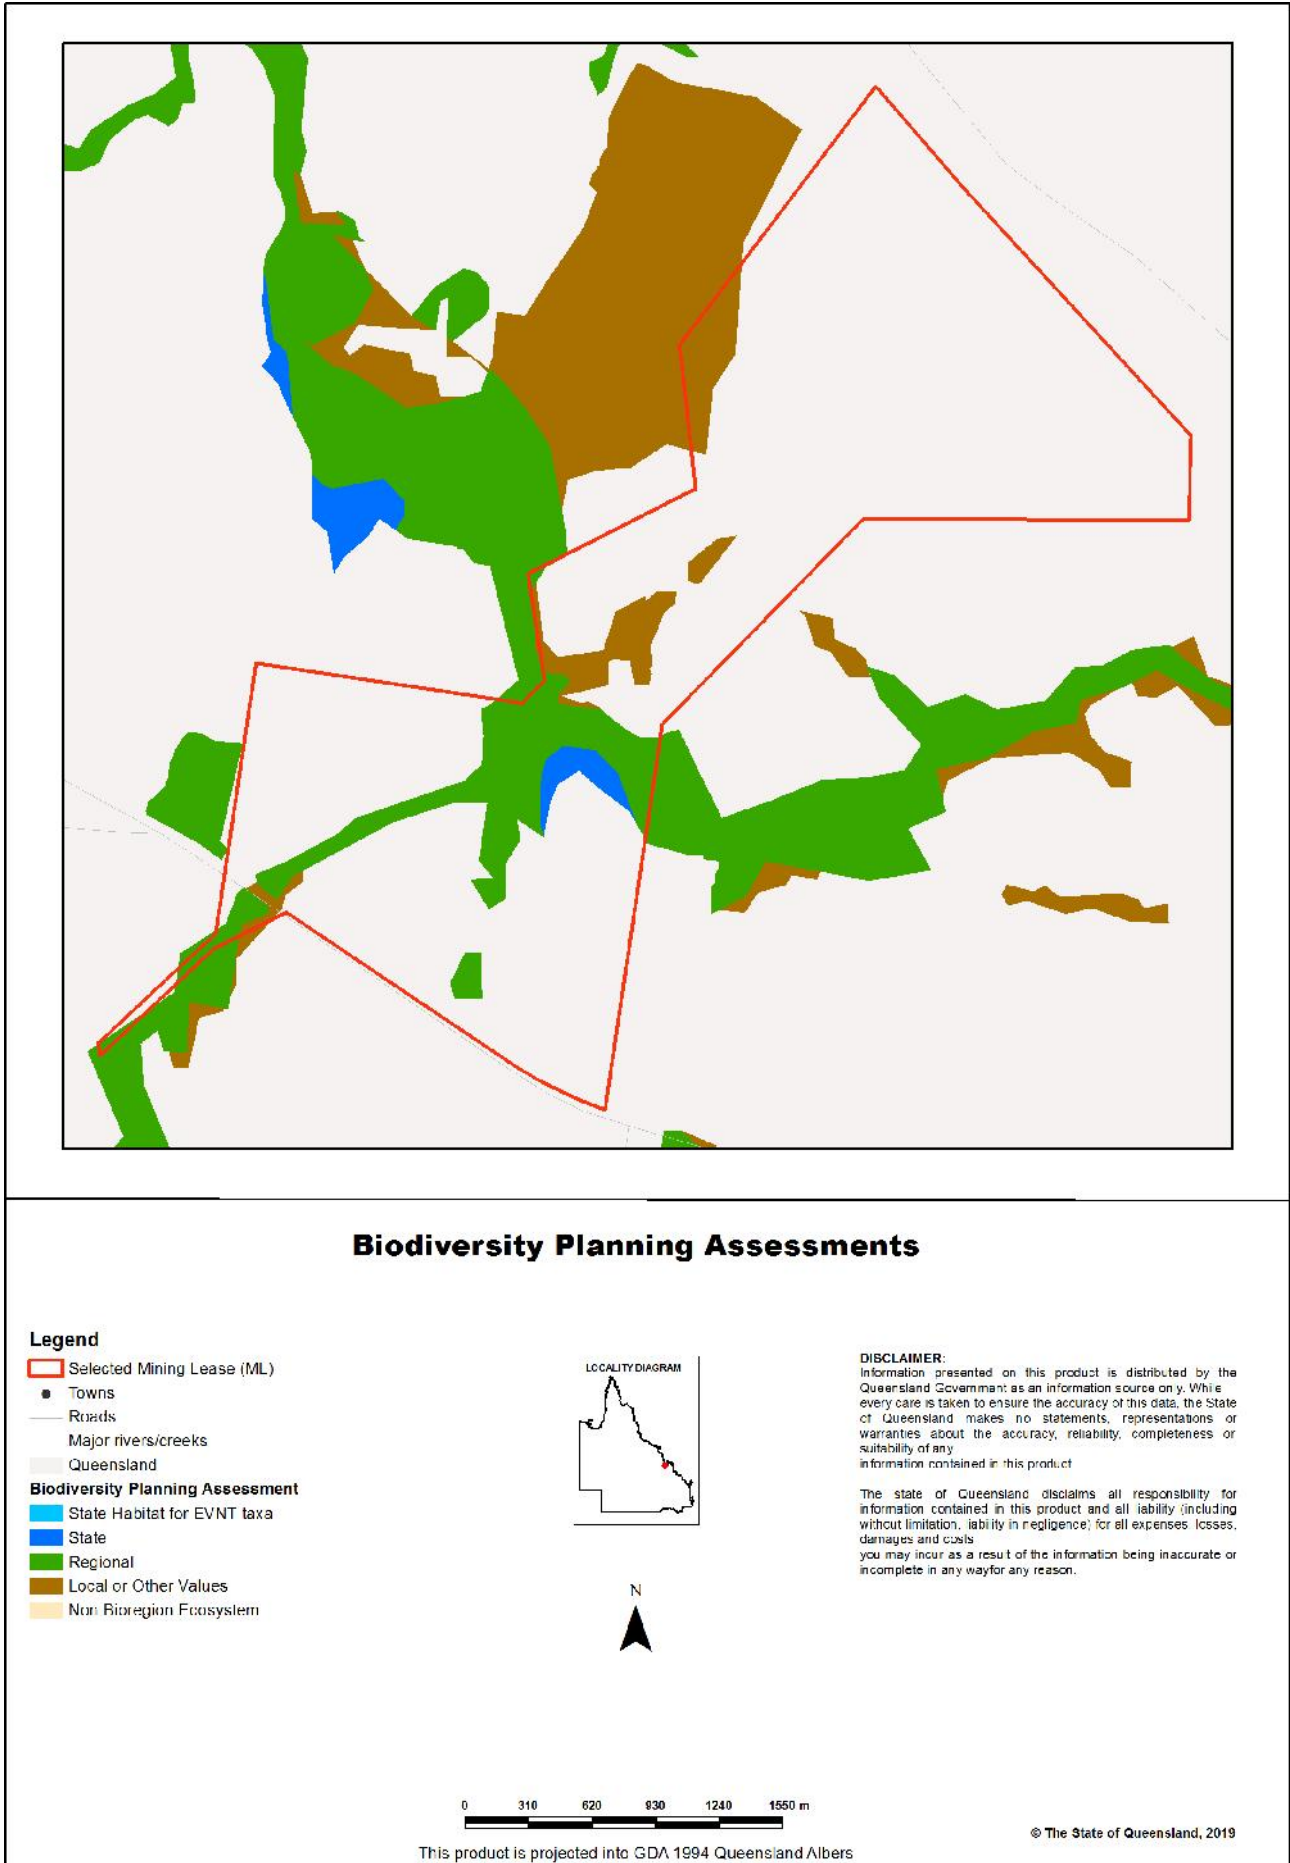 Biodiversity Planning Assessments
Legend
Selected Mining Lease (ML)
Towns
Roads
Major rivers/creeks
Queensland
Biodiversity Planning Assessment
State Habitat for EVNT taxa
State
Regional
Local or Other Values
Non Bioregion Ecosystem
LOCALITY DIAGRAM
N
DISCLAIMER:
Information presented on this product is distributed by the
Queensland Government as an information source only. While
every care is taken to ensure the accuracy of this data, the State
of Queensland makes no statements, representations or
warranties about the accuracy, reliability, completeness or
suitability of any
information contained in this product
The state of Queensland disclaims all responsibility for
information contained in this product and all liability (including
without limitation, liability in negligence) for all expenses, losses,
damages and costs
you may incur as a result of the information being inaccurate or
incomplete in any wayfor any reason.
0 310 620 930 1240 1550 m
This product is projected into GDA 1994 Queensland Albers
© The State of Queensland, 2019